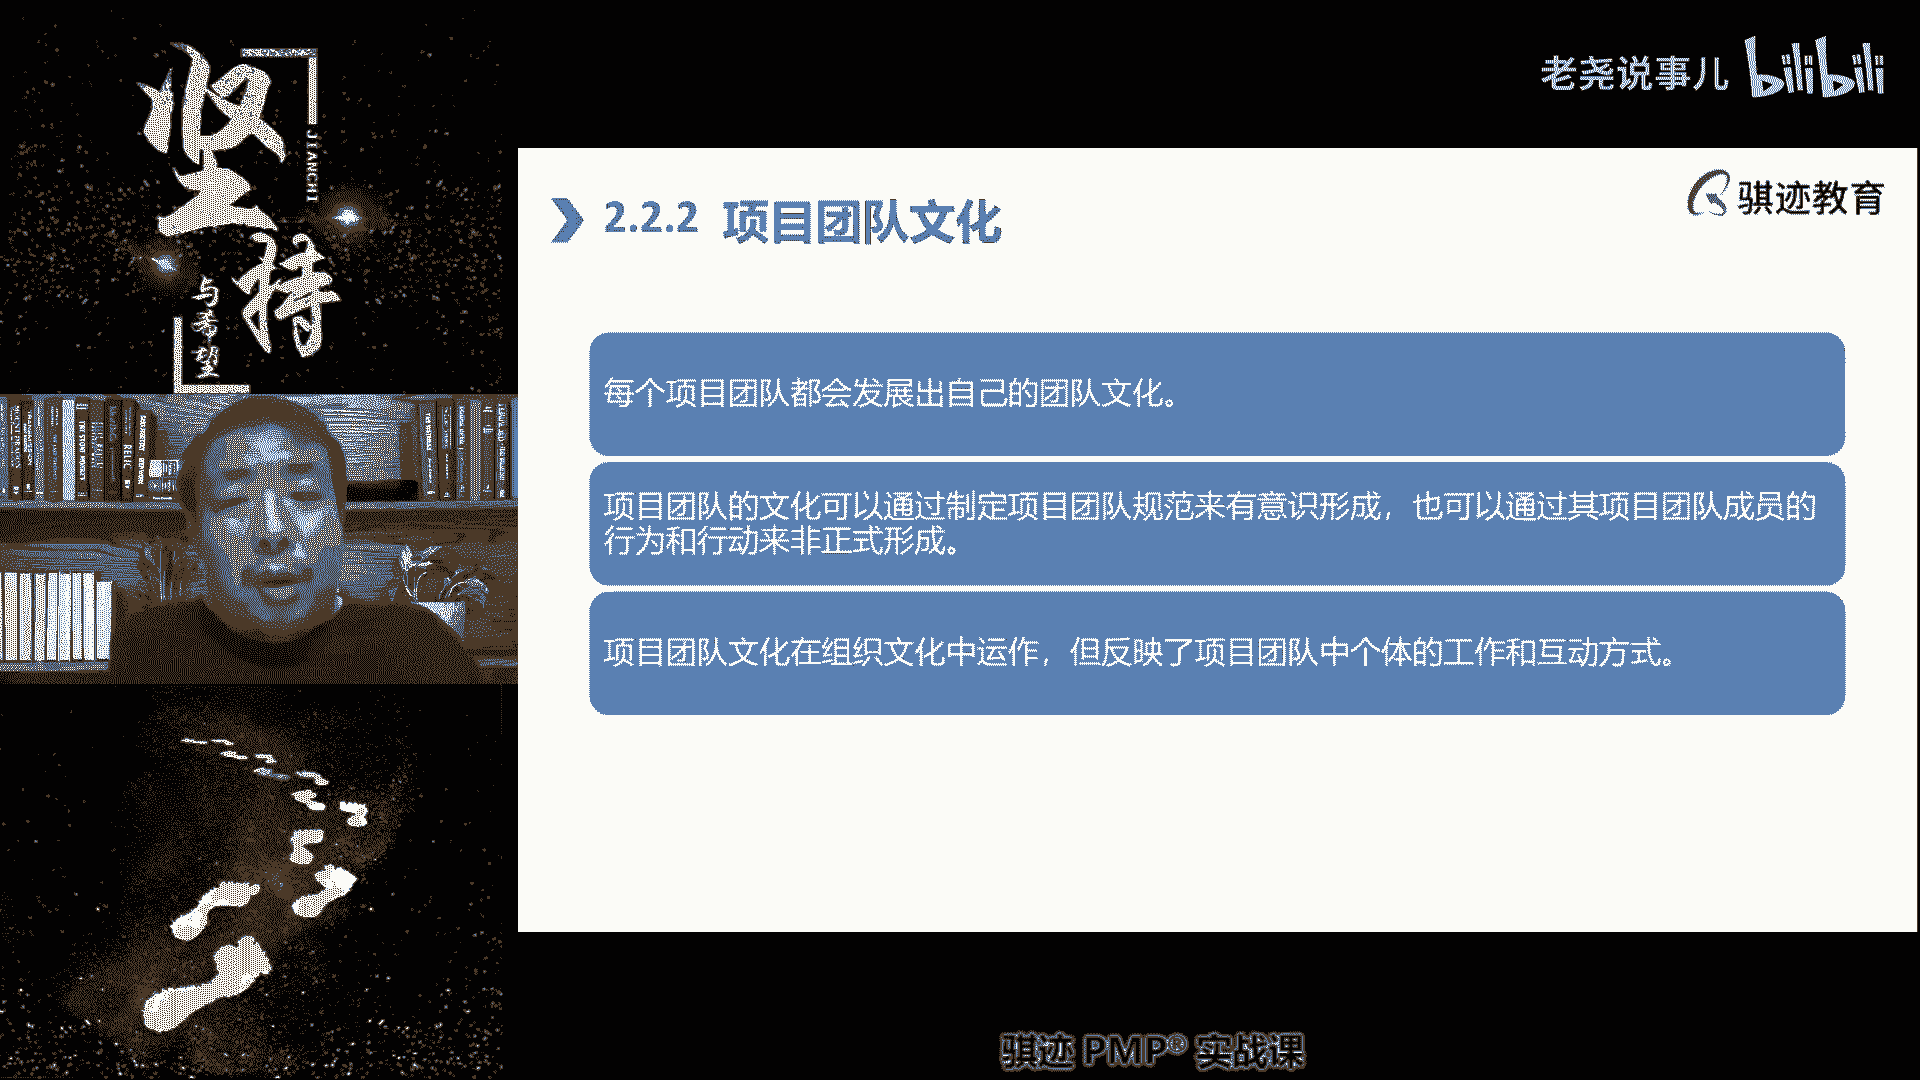 坚持
JIANCHI
与希望
老尧说事儿 bilibili
骐迹教育
2.2.2 项目团队文化
每个项目团队都会发展出自己的团队文化。
项目团队的文化可以通过制定项目团队规范来有意识形成，也可以通过其项目团队成员的
行为和行动来非正式形成。
项目团队文化在组织文化中运作，但反映了项目团队中个体的工作和互动方式。
骐迹 PMP® 实战课